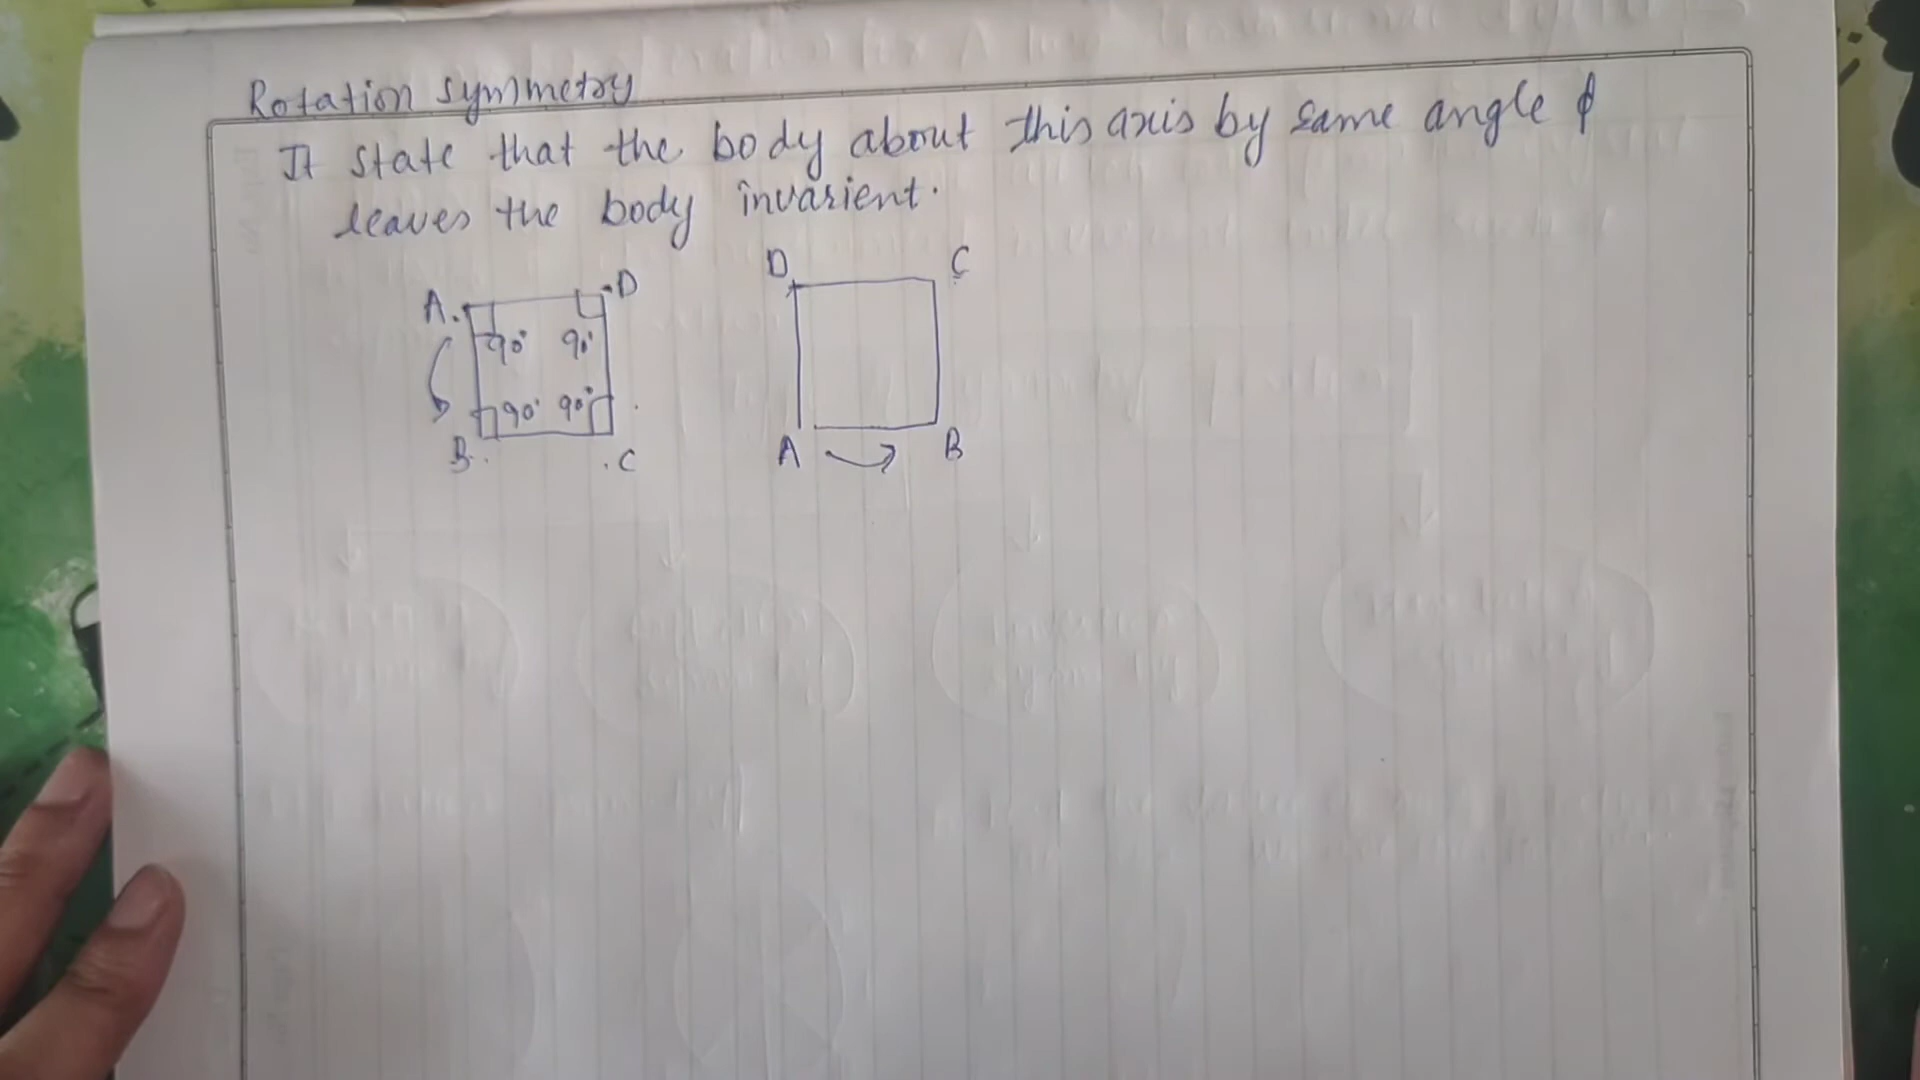 Rotation symmetry
It state that the body about this axis by same angle ϕ
leaves the body invarient.
A. .D
90° 90°
90° 90°
B. .C
D C
A B